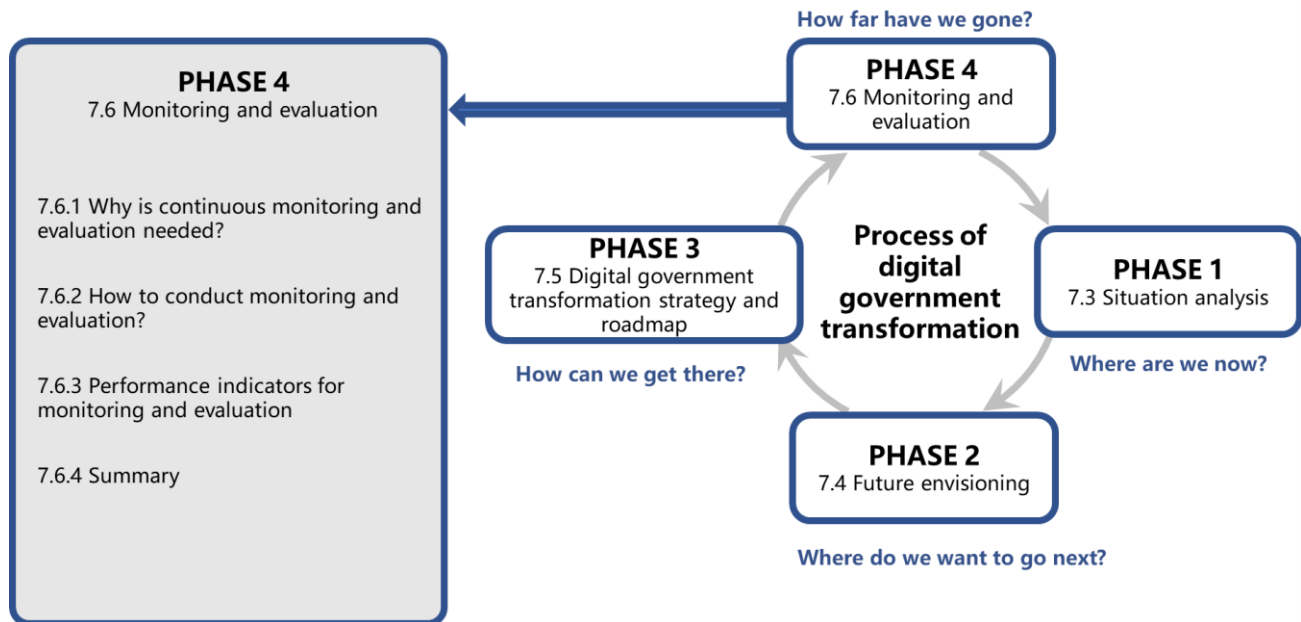 PHASE 4
7.6 Monitoring and evaluation
7.6.1 Why is continuous monitoring and
evaluation needed?
7.6.2 How to conduct monitoring and
evaluation?
7.6.3 Performance indicators for
monitoring and evaluation
7.6.4 Summary
How far have we gone?
PHASE 4
7.6 Monitoring and
evaluation
PHASE 1
7.3 Situation analysis
Where are we now?
PHASE 2
7.4 Future envisioning
Where do we want to go next?
PHASE 3
7.5 Digital government
transformation strategy and
roadmap
How can we get there?
Process of
digital
government
transformation